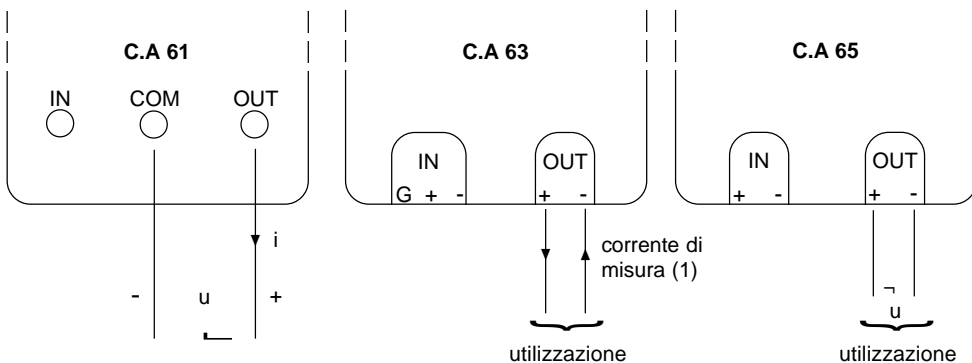 C.A 61
C.A 63
C.A 65
IN COM OUT
IN
G + -
OUT
+ -
IN
+ -
OUT
+ -
i
- u +
corrente di
misura (1)
u
utilizzazione
utilizzazione